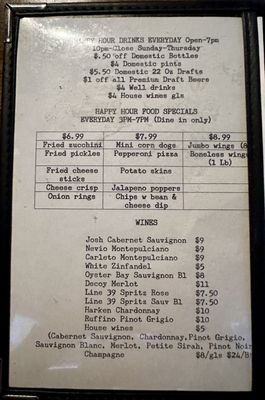 HAPPY HOUR DRINKS EVERYDAY Open-7pm
10pm-Close Sunday-Thursday
$.50 off Domestic Bottles
$4 Domestic pints
$5.50 Domestic 22 Oz Drafts
$1 off all Premium Draft Beers
$4 Well drinks
$4 House wines gls
HAPPY HOUR FOOD SPECIALS
EVERYDAY 3PM-7PM (Dine in only)
$6.99 $7.99 $8.99
Fried zucchini Mini corn dogs Jumbo wings (8
Fried pickles Pepperoni pizza Boneless wings
(1 Lb)
Fried cheese Potato skins
sticks
Cheese crisp Jalapeno poppers
Onion rings Chips w bean &
cheese dip
WINES
Josh Cabernet Sauvignon $9
Nevio Montepulciano $9
Carleto Montepulciano $9
White Zinfandel $5
Oyster Bay Sauvignon Bl $8
Decoy Merlot $11
Line 39 Spritz Rose $7.50
Line 39 Spritz Sauv Bl $7.50
Harken Chardonnay $10
Ruffino Pinot Grigio $10
House wines $5
(Cabernet Sauvignon, Chardonnay, Pinot Grigio,
Sauvignon Blanc, Merlot, Petite Sirah, Pinot Noir
Champagne $8/gls $24/B